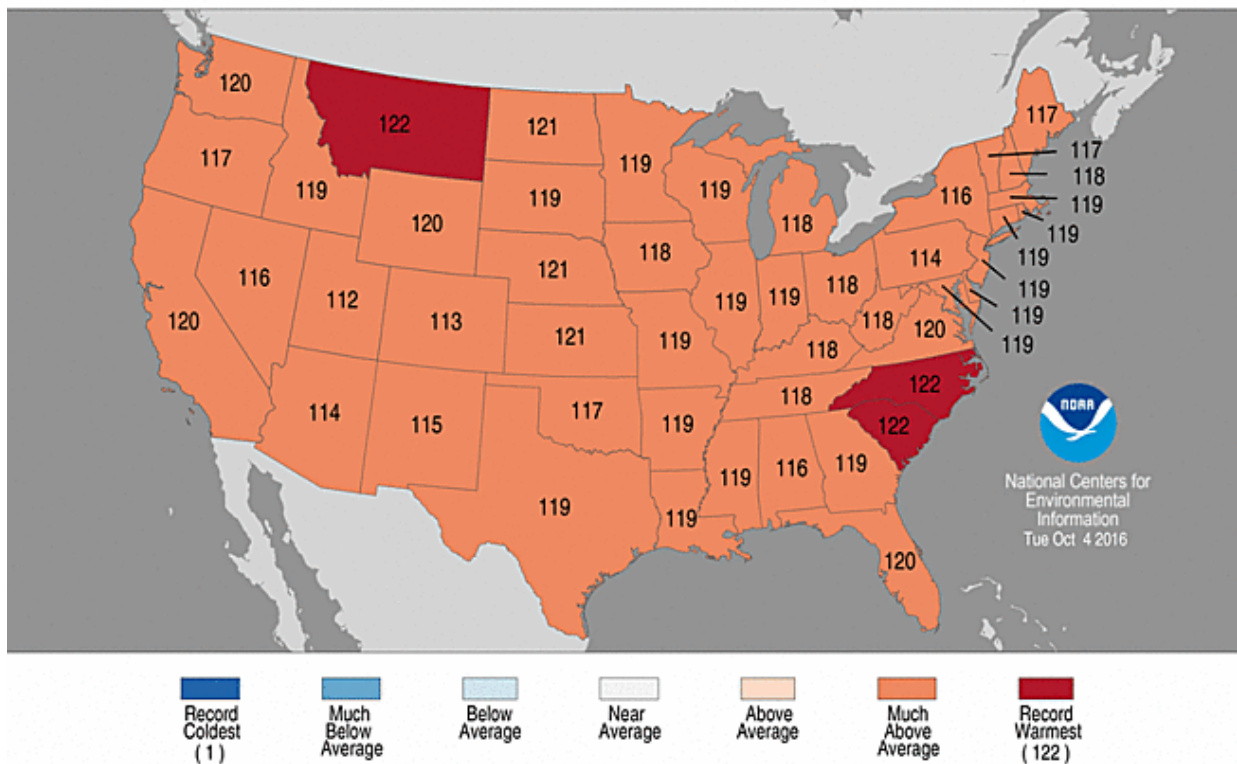 120
122
121
119
117
117
119
120
119
119
118
116
117
118
119
119
119
119
119
119
114
118
118
121
116
112
113
120
121
119
119
119
118
118
120
118
122
122
114
115
117
119
119
119
116
119
119
120
NOAA
National Centers for
Environmental
Information
Tue Oct 4 2016
Record
Coldest
( 1 )
Much
Below
Average
Below
Average
Near
Average
Above
Average
Much
Above
Average
Record
Warmest
( 122 )